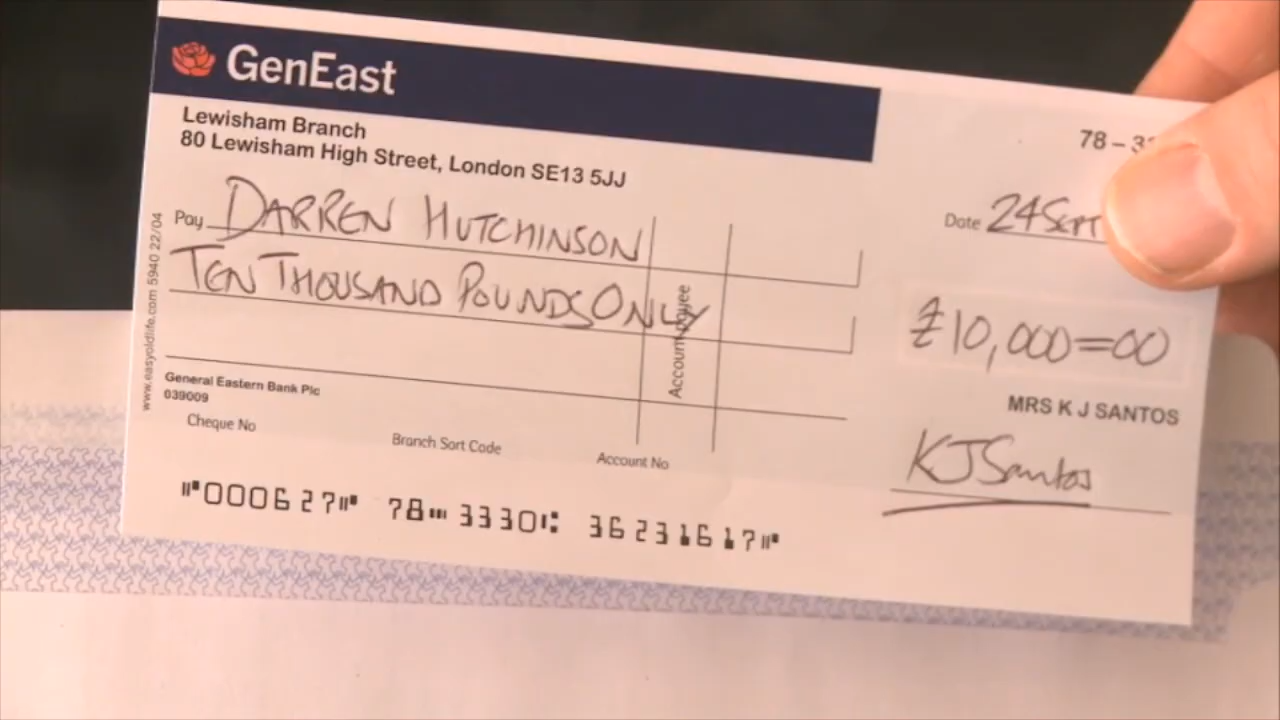 GenEast
Lewisham Branch
80 Lewisham High Street, London SE13 5JJ
78 – 3
Date 24 SEPT
Pay DARREN HUTCHINSON
TEN THOUSAND POUNDS ONLY
£10,000=00
Account payee
MRS K J SANTOS
KJSantos
www.easyoldlife.com 5940 22/04
General Eastern Bank Plc
039009
Cheque No
Branch Sort Code
Account No
⑈000627⑈ 78⑉3330⑆ 36231617⑈